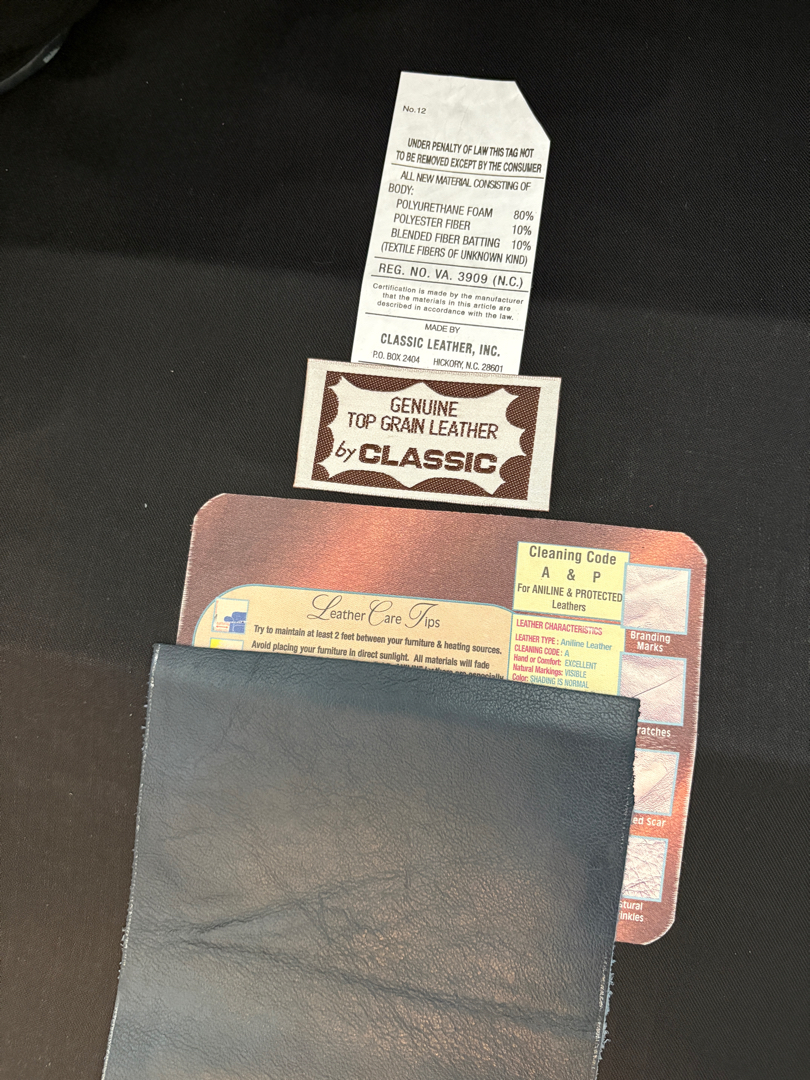 No. 12
UNDER PENALTY OF LAW THIS TAG NOT
TO BE REMOVED EXCEPT BY THE CONSUMER
ALL NEW MATERIAL CONSISTING OF
BODY:
POLYURETHANE FOAM 80%
POLYESTER FIBER 10%
BLENDED FIBER BATTING 10%
(TEXTILE FIBERS OF UNKNOWN KIND)
REG. NO. VA. 3909 (N.C.)
Certification is made by the manufacturer
that the materials in this article are
described in accordance with the law.
MADE BY
CLASSIC LEATHER, INC.
P.O. BOX 2404 HICKORY, N.C. 28601
GENUINE
TOP GRAIN LEATHER
by CLASSIC
Leather Care Tips
Try to maintain at least 2 feet between your furniture & heating sources.
Avoid placing your furniture in direct sunlight. All materials will fade
especially
Cleaning Code
A & P
For ANILINE & PROTECTED
Leathers
LEATHER CHARACTERISTICS
LEATHER TYPE: Aniline Leather
CLEANING CODE: A
Hand or Comfort: EXCELLENT
Natural Markings: VISIBLE
Color: SHADING IS NORMAL
Branding
Marks
ratches
ed Scar
tural
inkles